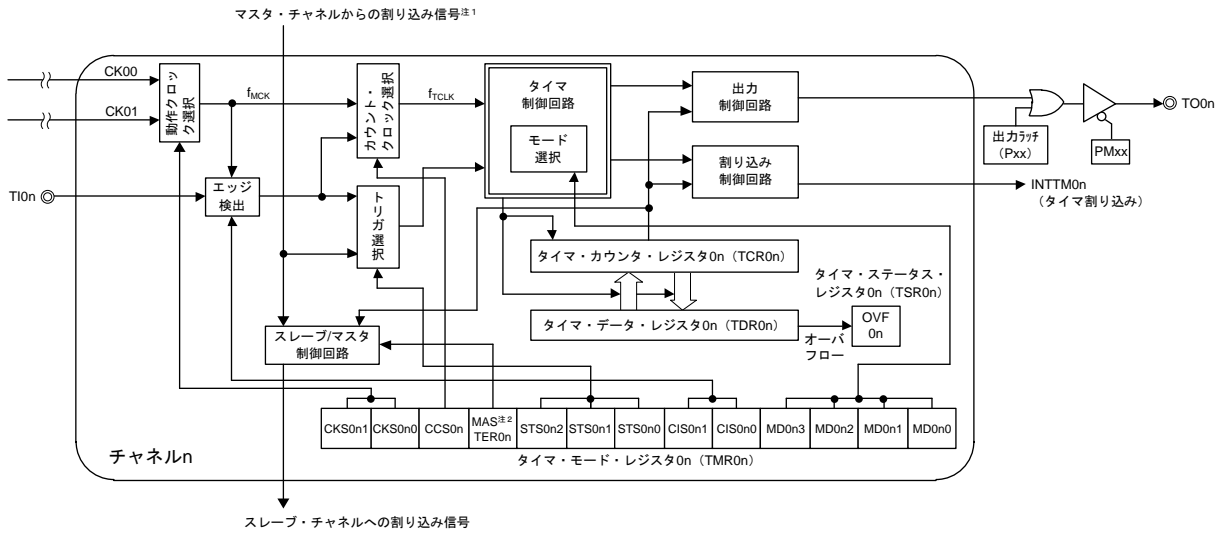 マスタ・チャネルからの割り込み信号注1
CK00
CK01
動作クロッ
ク選択
fMCK
カウント・
クロック選択
fTCLK
タイマ
制御回路
モード
選択
出力
制御回路
出力ラッチ
(Pxx)
PMxx
TO0n
TI0n
エッジ
検出
トリガ選択
割り込み
制御回路
INTTM0n
(タイマ割り込み)
タイマ・カウンタ・レジスタ0n(TCR0n)
タイマ・ステータス・
レジスタ0n(TSR0n)
タイマ・データ・レジスタ0n(TDR0n)
オーバ
フロー
OVF
0n
スレーブ/マスタ
制御回路
CKS0n1 CKS0n0 CCS0n MAS注2 TER0n STS0n2 STS0n1 STS0n0 CIS0n1 CIS0n0 MD0n3 MD0n2 MD0n1 MD0n0
タイマ・モード・レジスタ0n(TMR0n)
チャネルn
スレーブ・チャネルへの割り込み信号